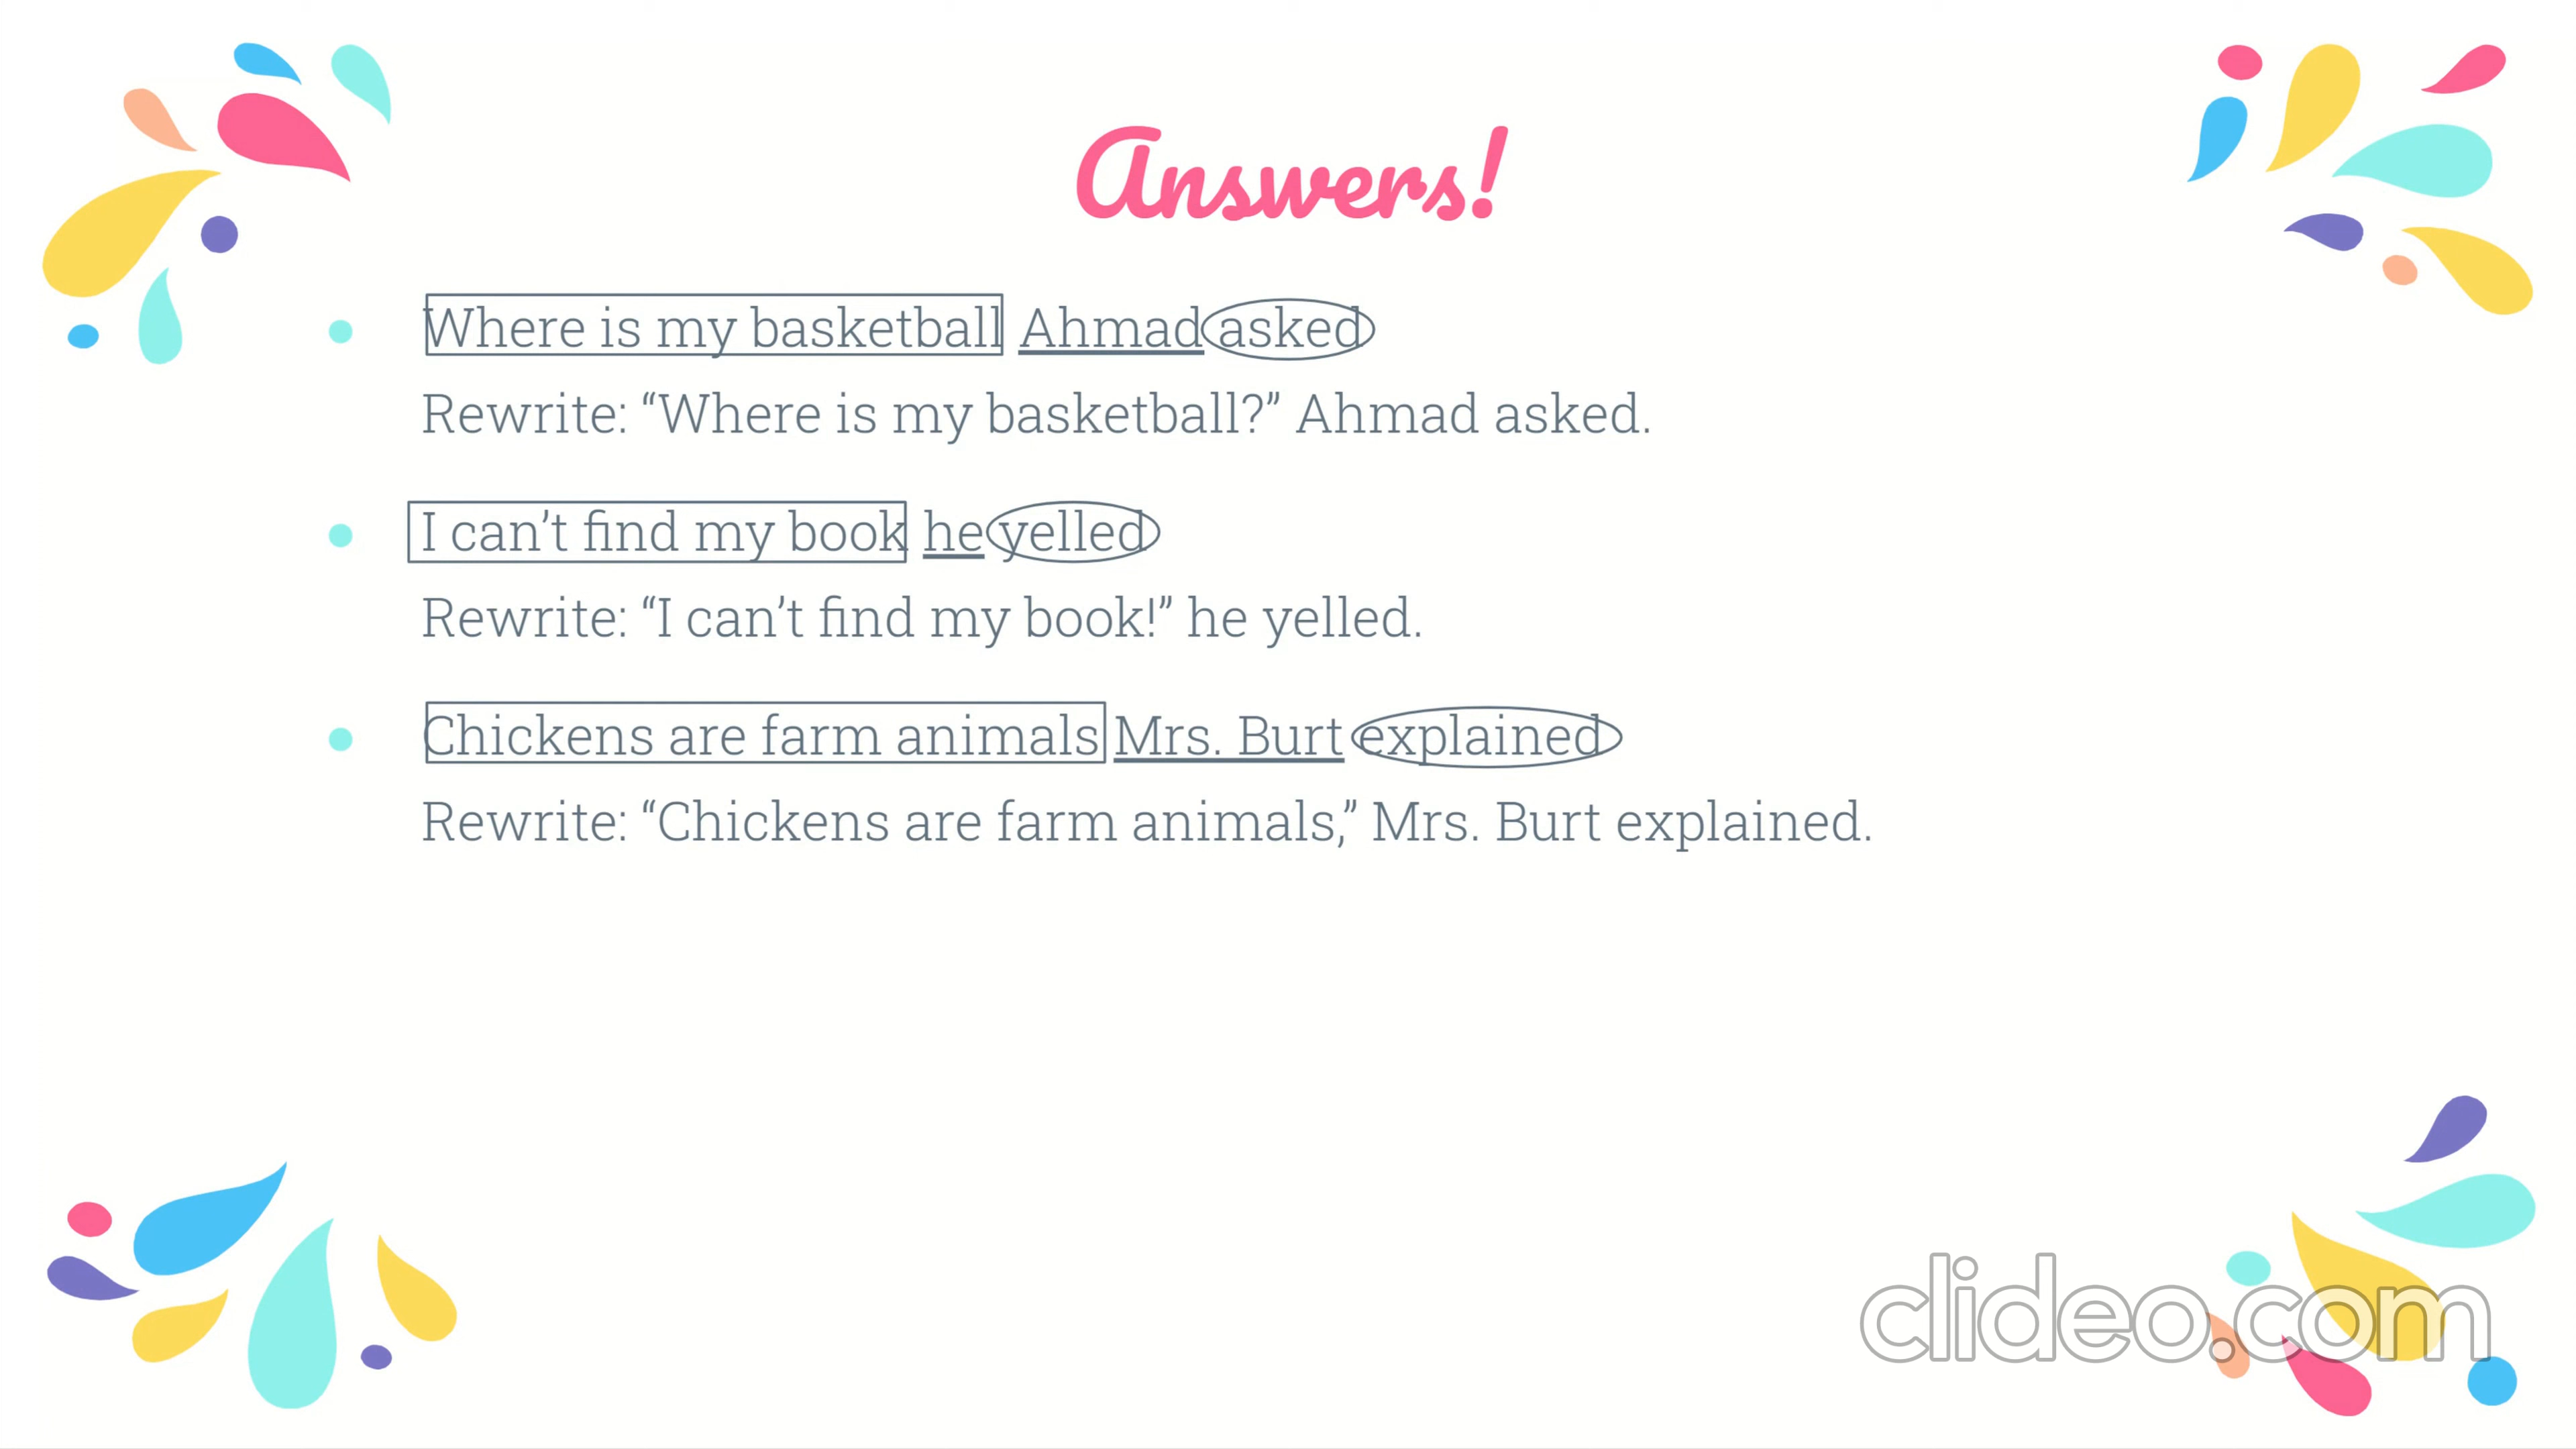 Answers!
Where is my basketball Ahmad asked
Rewrite: “Where is my basketball?” Ahmad asked.
I can’t find my book he yelled
Rewrite: “I can’t find my book!” he yelled.
Chickens are farm animals Mrs. Burt explained
Rewrite: “Chickens are farm animals,” Mrs. Burt explained.
clideo.com